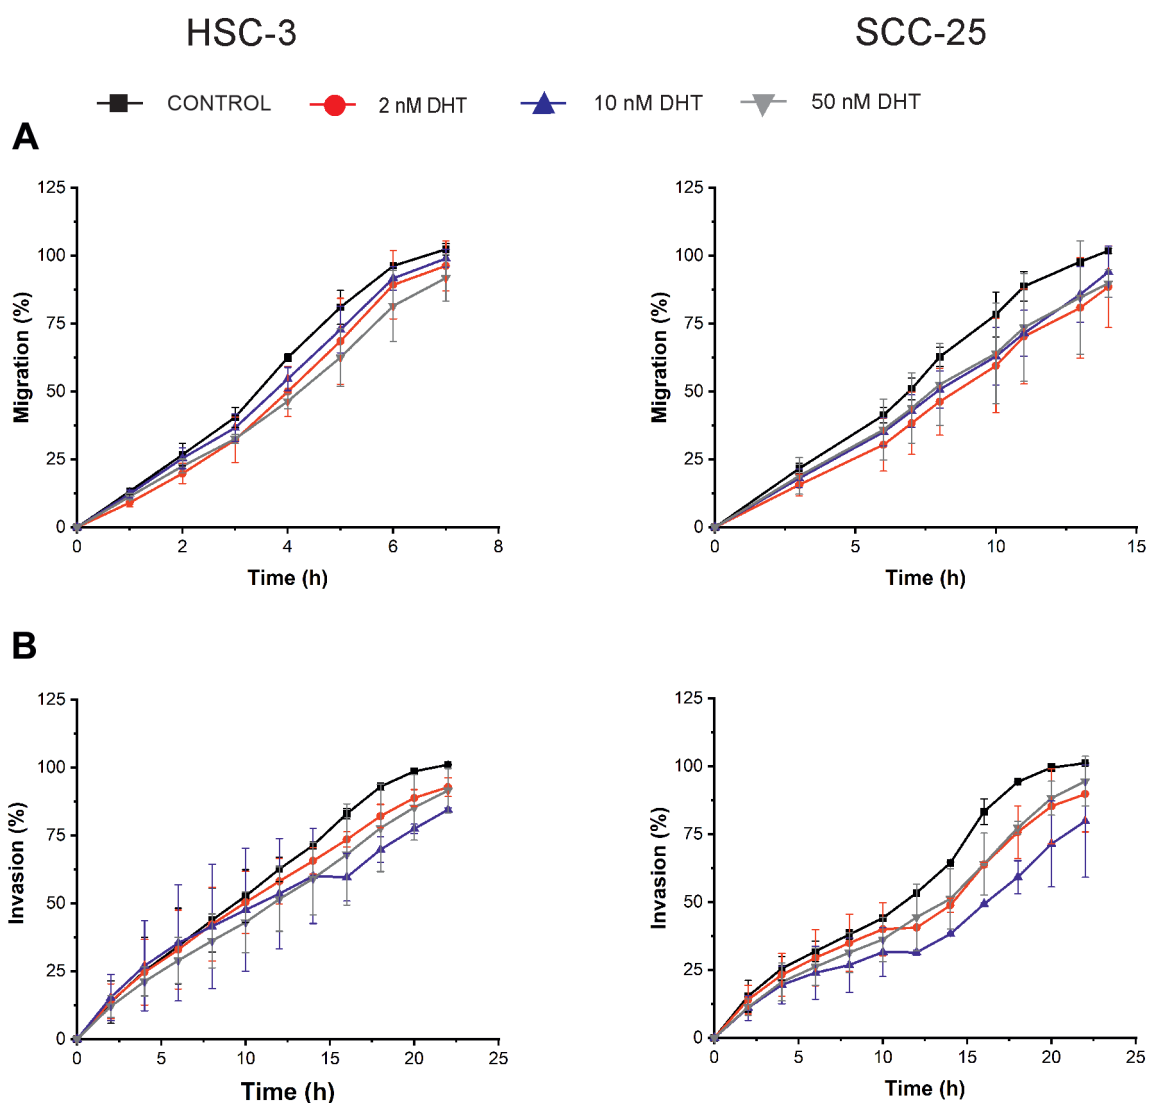 HSC-3 SCC-25
CONTROL 2 nM DHT 10 nM DHT 50 nM DHT
A
125
100
75
50
25
0
Migration (%)
0 2 4 6 8
Time (h)
125
100
75
50
25
0
Migration (%)
0 5 10 15
Time (h)
B
125
100
75
50
25
0
Invasion (%)
0 5 10 15 20 25
Time (h)
125
100
75
50
25
0
Invasion (%)
0 5 10 15 20 25
Time (h)